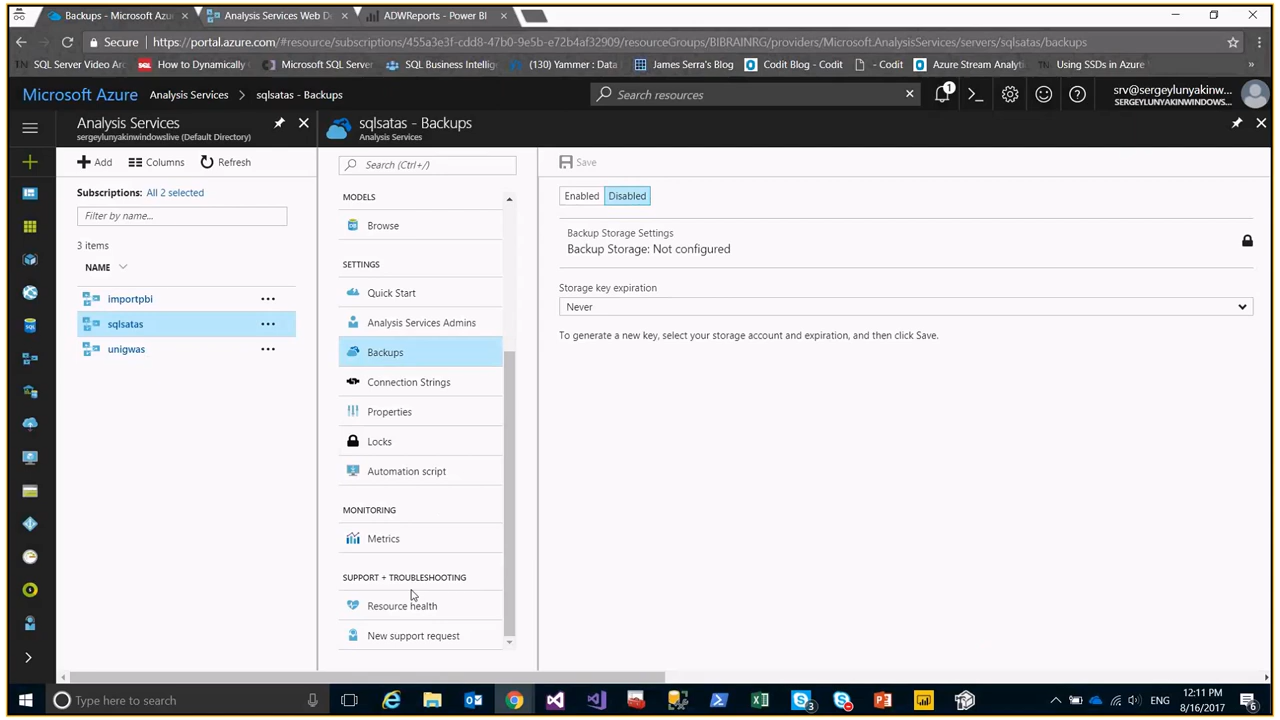 Backups - Microsoft Azu
Analysis Services Web De
ADWReports - Power BI
Secure
https://portal.azure.com/#resource/subscriptions/455a3e3f-cdd8-47b0-9e5b-e72b4af32909/resourceGroups/BIBRAINRG/providers/Microsoft.AnalysisServices/servers/sqlsatas/backups
SQL Server Video Arc
How to Dynamically
Microsoft SQL Server
SQL Business Intellig
(130) Yammer : Data
James Serra's Blog
Codit Blog - Codit
- Codit
Azure Stream Analyti
Using SSDs in Azure
Microsoft Azure
Analysis Services
sqlsatas - Backups
Search resources
1
srv@sergeylunyakinw...
SERGEYLUNYAKINWINDOWS...
Analysis Services
sergeylunyakinwindowslive (Default Directory)
Add
Columns
Refresh
Subscriptions: All 2 selected
Filter by name...
3 items
NAME
importpbi
sqlsatas
unigwas
sqlsatas - Backups
Analysis Services
Search (Ctrl+/)
MODELS
Browse
SETTINGS
Quick Start
Analysis Services Admins
Backups
Connection Strings
Properties
Locks
Automation script
MONITORING
Metrics
SUPPORT + TROUBLESHOOTING
Resource health
New support request
Save
Enabled
Disabled
Backup Storage Settings
Backup Storage: Not configured
Storage key expiration
Never
To generate a new key, select your storage account and expiration, and then click Save.
Type here to search
3
ENG
12:11 PM
8/16/2017
6